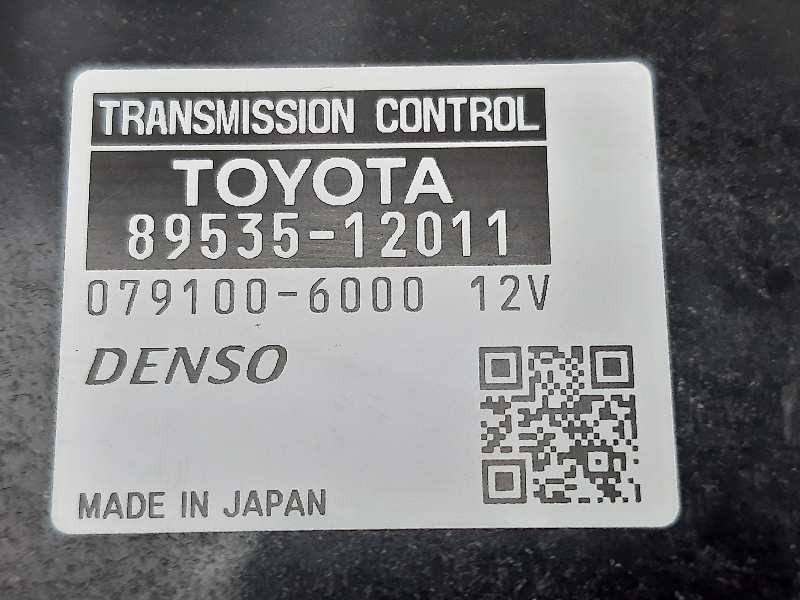 TRANSMISSION CONTROL
TOYOTA
89535-12011
079100-6000 12V
DENSO
MADE IN JAPAN